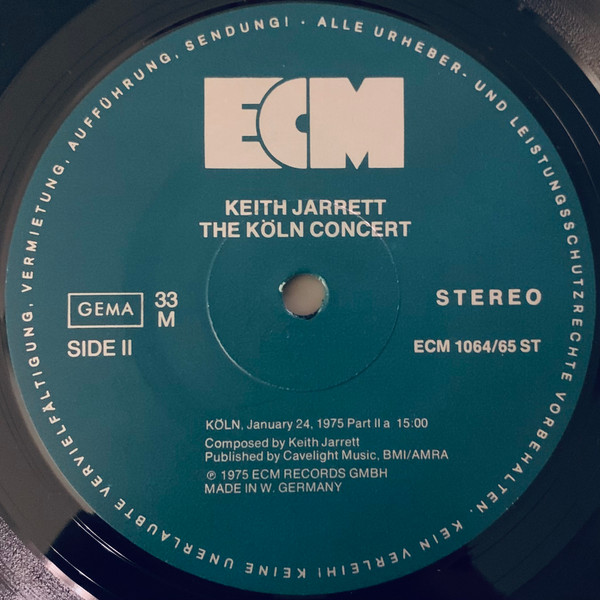 ALLE URHEBER- UND LEISTUNGSSCHUTZRECHTE VORBEHALTEN. KEIN VERLEIH! KEINE UNERLAUBTE VERVIELFÄLTIGUNG, VERMIETUNG, AUFFÜHRUNG, SENDUNG! ·
ECM
KEITH JARRETT
THE KÖLN CONCERT
GEMA 33 M STEREO
SIDE II ECM 1064/65 ST
KÖLN, January 24, 1975 Part II a 15:00
Composed by Keith Jarrett
Published by Cavelight Music, BMI/AMRA
℗ 1975 ECM RECORDS GMBH
MADE IN W. GERMANY